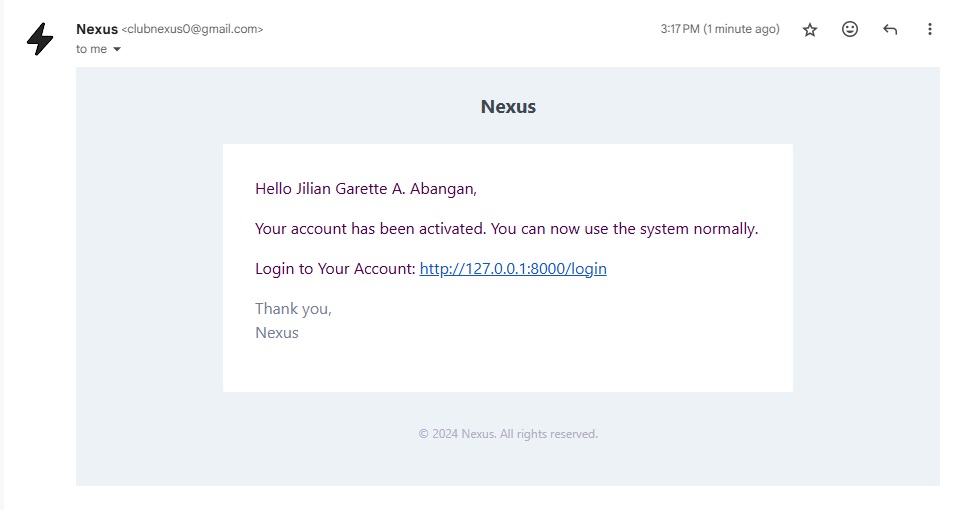 Nexus <clubnexus0@gmail.com> 3:17 PM (1 minute ago)
to me
Nexus
Hello Jilian Garette A. Abangan,
Your account has been activated. You can now use the system normally.
Login to Your Account: http://127.0.0.1:8000/login
Thank you,
Nexus
© 2024 Nexus. All rights reserved.